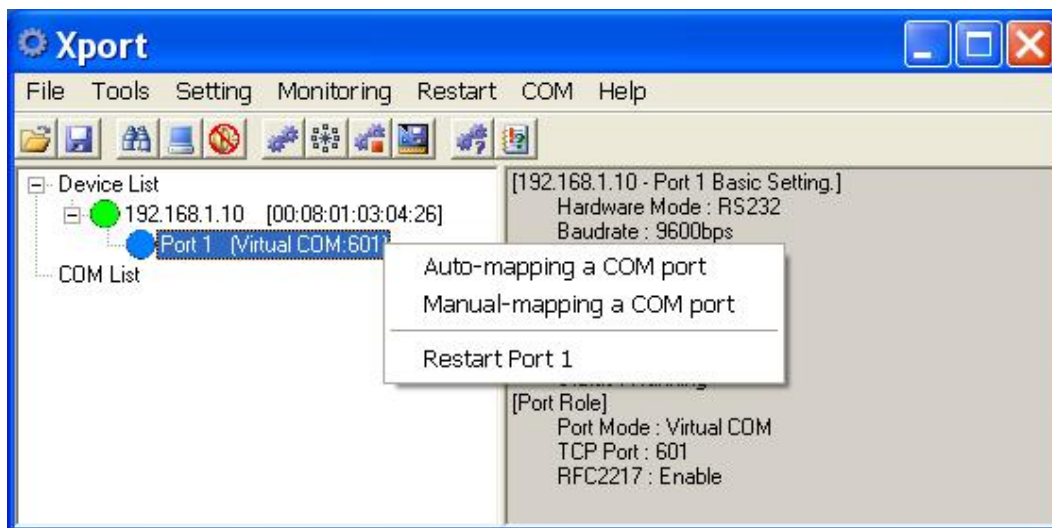 Xport
File Tools Setting Monitoring Restart COM Help
Device List
192.168.1.10 [00:08:01:03:04:26]
Port 1 (Virtual COM:601)
COM List
[192.168.1.10 - Port 1 Basic Setting.]
Hardware Mode : RS232
Baudrate : 9600bps
Auto-mapping a COM port
Manual-mapping a COM port
Restart Port 1
[Port Role]
Port Mode : Virtual COM
TCP Port : 601
RFC2217 : Enable